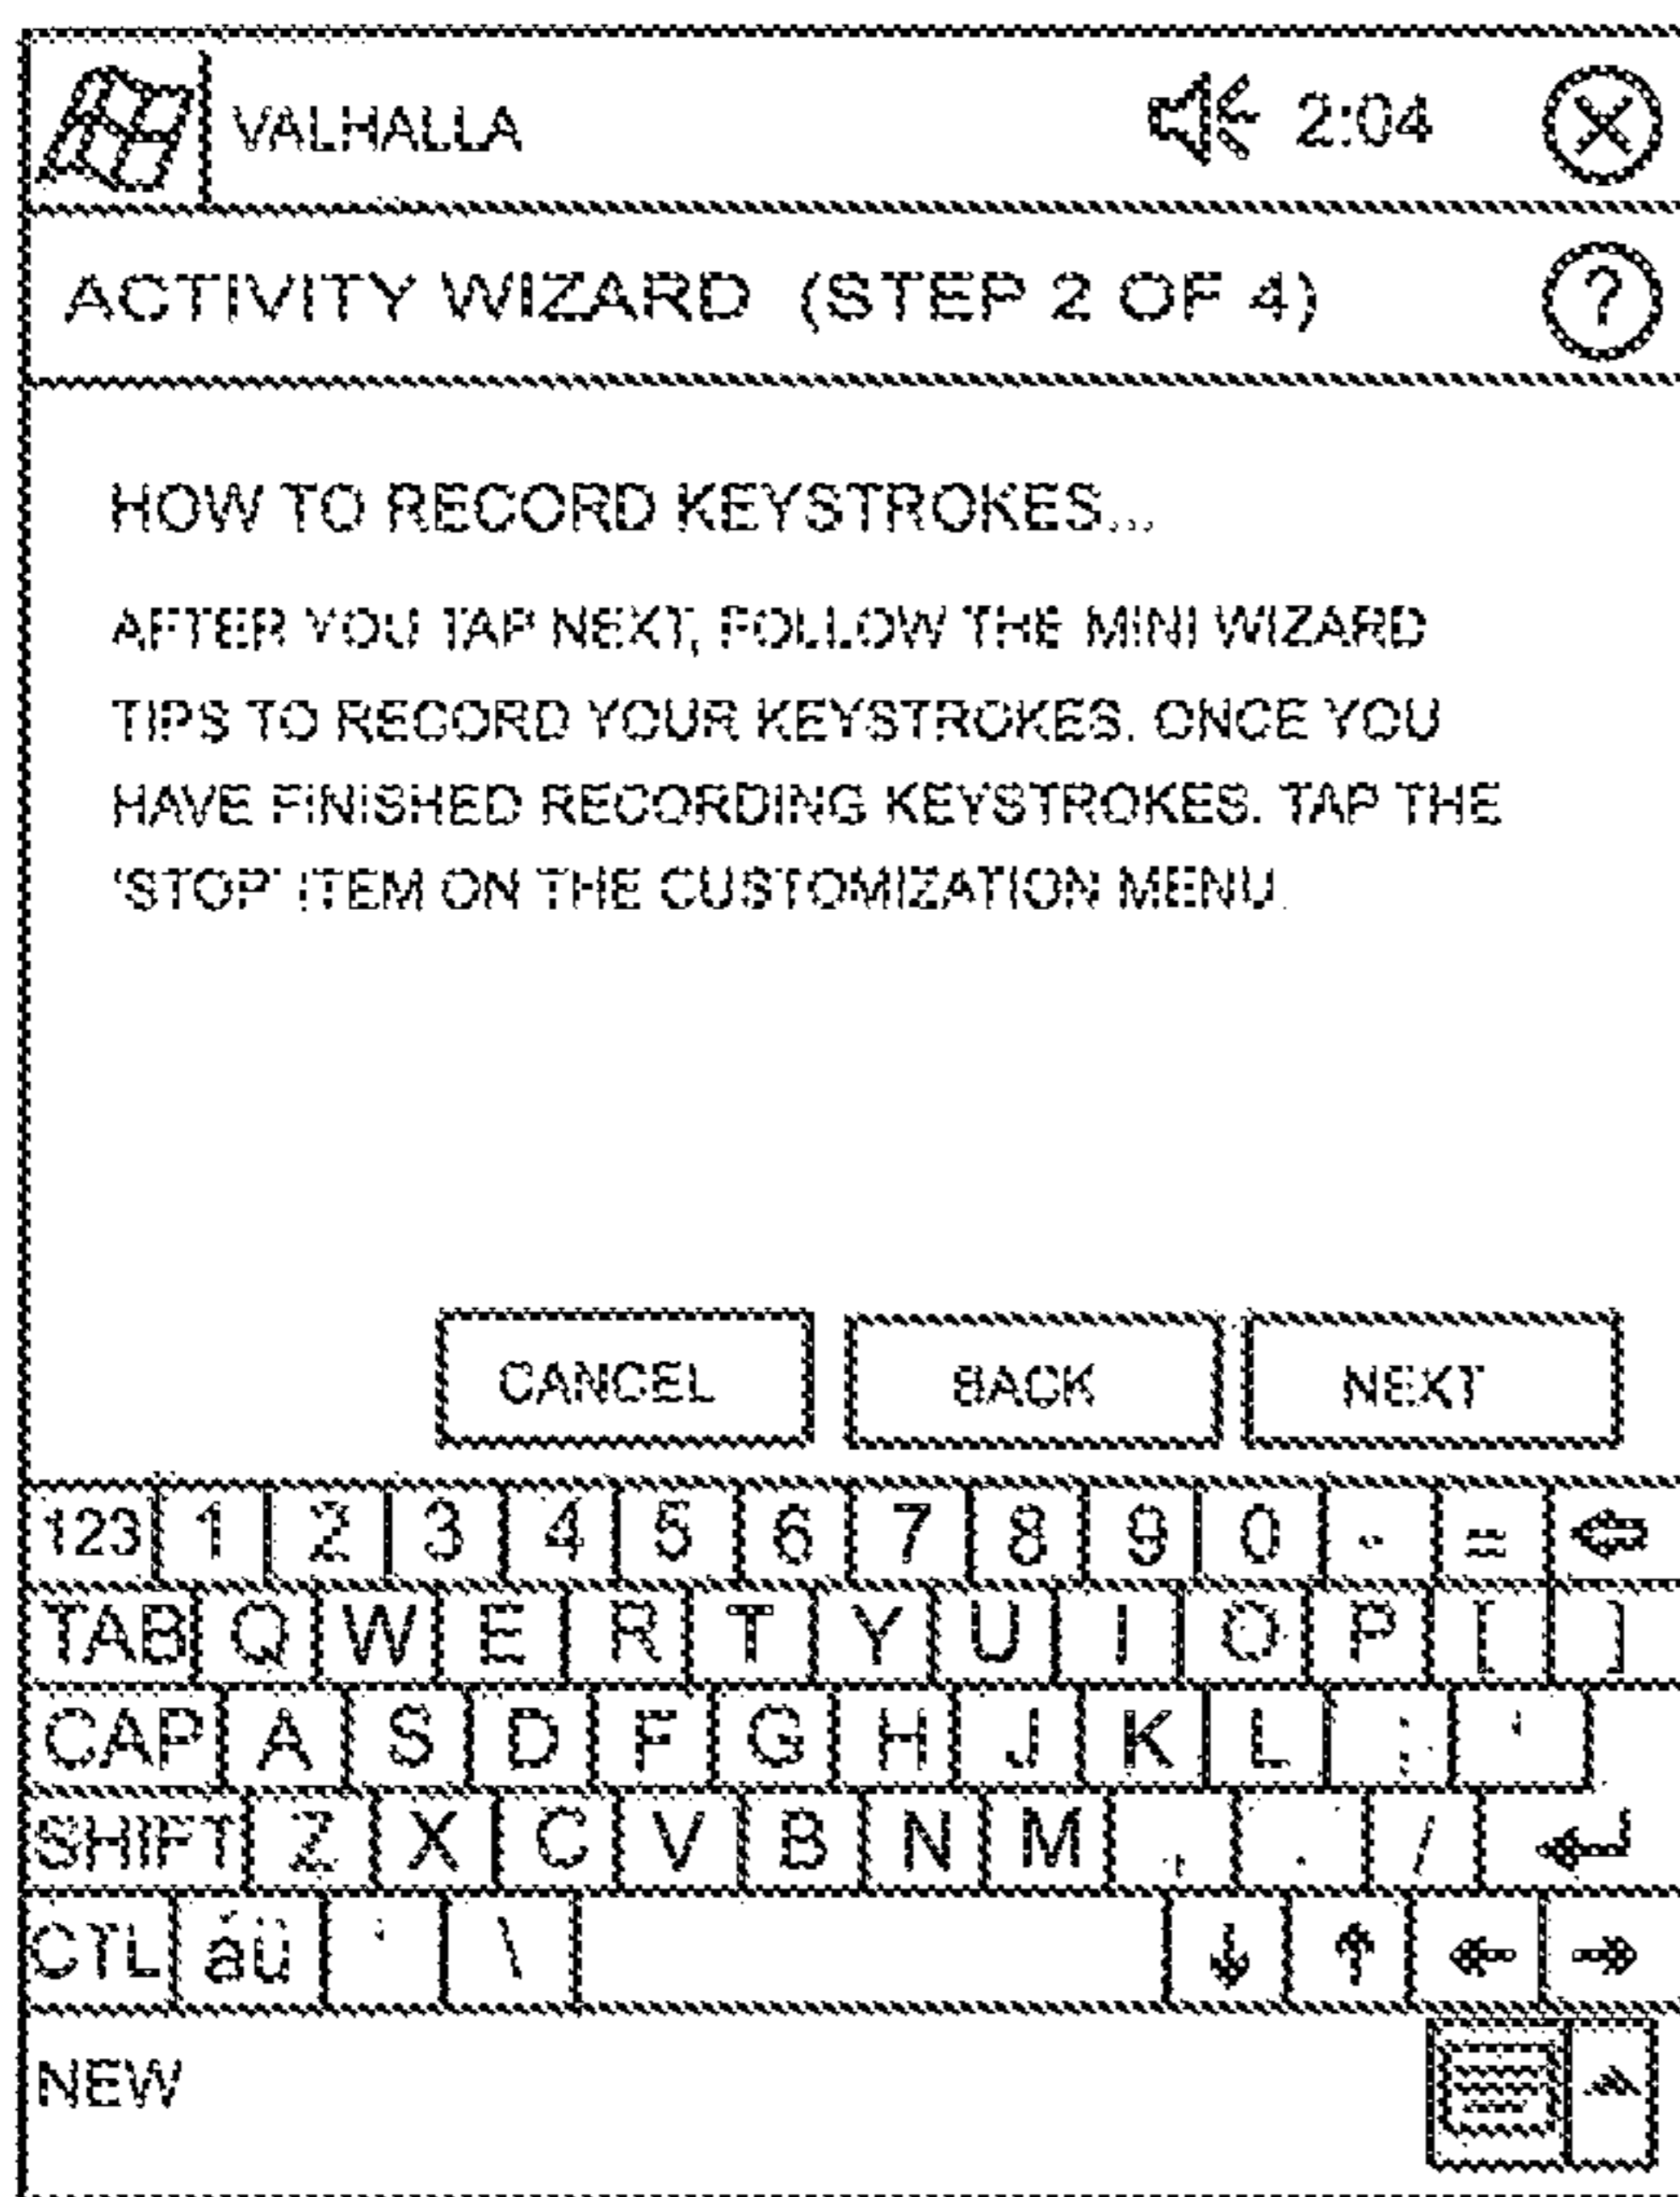 VALHALLA 2:04
ACTIVITY WIZARD (STEP 2 OF 4) ?
HOW TO RECORD KEYSTROKES...
AFTER YOU TAP NEXT, FOLLOW THE MINI WIZARD
TIPS TO RECORD YOUR KEYSTROKES. ONCE YOU
HAVE FINISHED RECORDING KEYSTROKES. TAP THE
'STOP' ITEM ON THE CUSTOMIZATION MENU.
CANCEL BACK NEXT
123 1 2 3 4 5 6 7 8 9 0 - = ⇦
TAB Q W E R T Y U I O P [ ]
CAP A S D F G H J K L ; '
SHIFT Z X C V B N M , . / ↵
CTL áü ` \ ↓ ↑ ← →
NEW